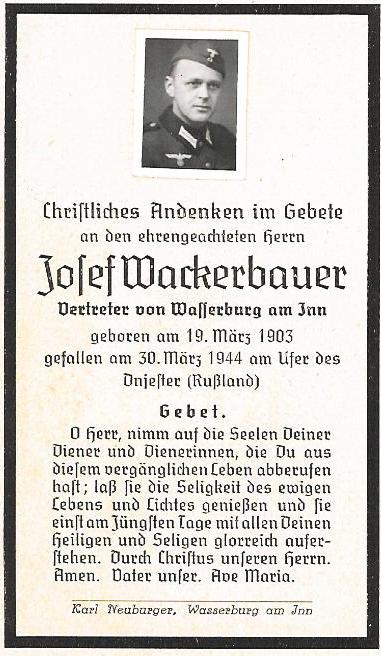 Christliches Andenken im Gebete
an den ehrengeachteten Herrn
Josef Wackerbauer
Vertreter von Wasserburg am Inn
geboren am 19. März 1903
gefallen am 30. März 1944 am Ufer des
Dnjester (Rußland)
Gebet.
O Herr, nimm auf die Seelen Deiner
Diener und Dienerinnen, die Du aus
diesem vergänglichen Leben abberufen
hast; laß sie die Seligkeit des ewigen
Lebens und Lichtes genießen und sie
einst am Jüngsten Tage mit allen Deinen
Heiligen und Seligen glorreich aufer-
stehen. Durch Christus unseren Herrn.
Amen. Vater unser. Ave Maria.
Karl Neuburger, Wasserburg am Inn